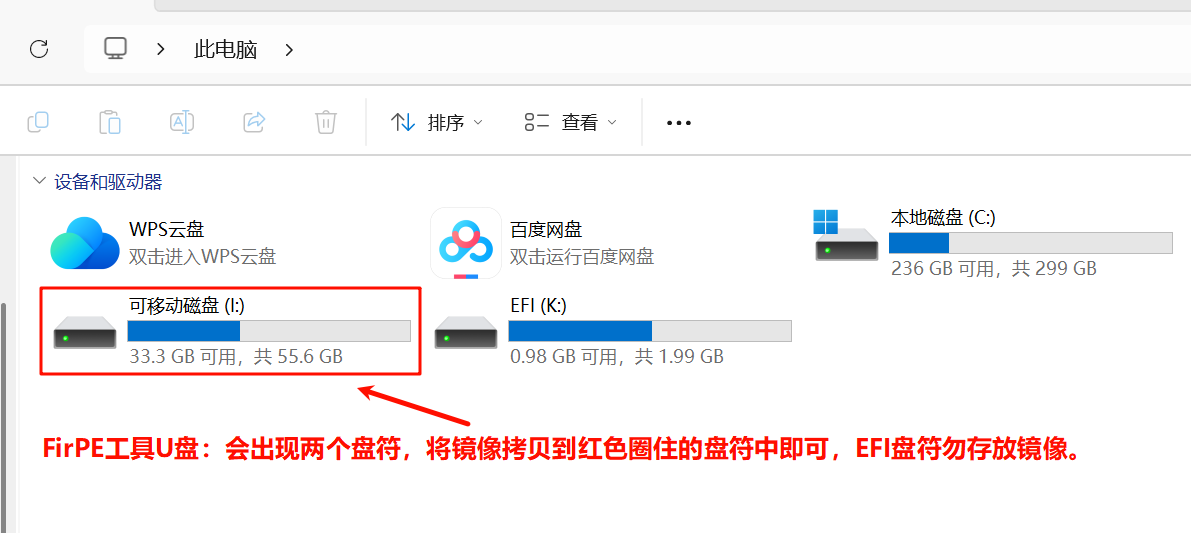 此电脑
排序 查看
设备和驱动器
WPS云盘
双击进入WPS云盘
百度网盘
双击运行百度网盘
本地磁盘 (C:)
236 GB 可用，共 299 GB
可移动磁盘 (I:)
33.3 GB 可用，共 55.6 GB
EFI (K:)
0.98 GB 可用，共 1.99 GB
FirPE工具U盘：会出现两个盘符，将镜像拷贝到红色圈住的盘符中即可，EFI盘符勿存放镜像。